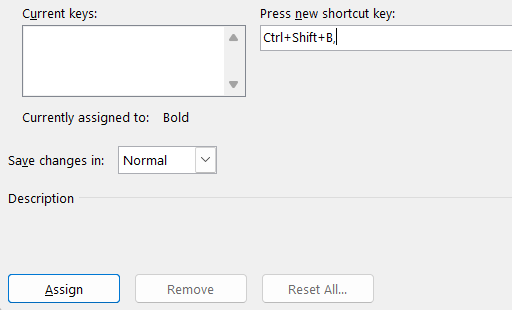 Current keys:
Press new shortcut key:
Ctrl+Shift+B,
Currently assigned to: Bold
Save changes in: Normal
Description
Assign Remove Reset All...